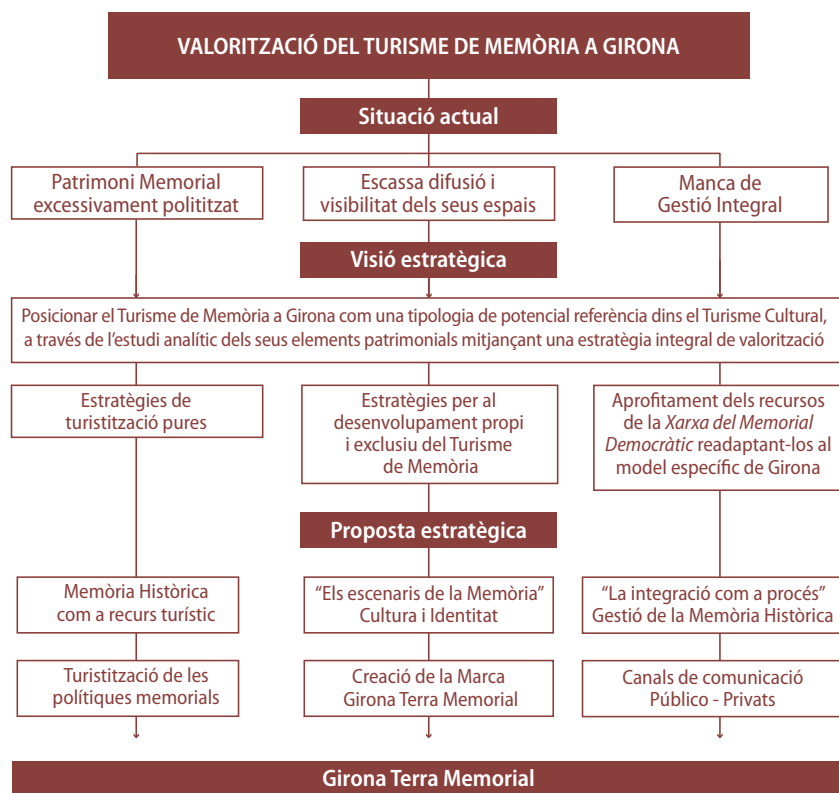 VALORITZACIÓ DEL TURISME DE MEMÒRIA A GIRONA
Situació actual
Patrimoni Memorial
excessivament polititzat
Escassa difusió i
visibilitat dels seus espais
Manca de
Gestió Integral
Visió estratègica
Posicionar el Turisme de Memòria a Girona com una tipologia de potencial referència dins el Turisme Cultural,
a través de l'estudi analític dels seus elements patrimonials mitjançant una estratègia integral de valorització
Estratègies de
turistització pures
Estratègies per al
desenvolupament propi
i exclusiu del Turisme
de Memòria
Aprofitament dels recursos
de la Xarxa del Memorial
Democràtic readaptant-los al
model específic de Girona
Proposta estratégica
Memòria Històrica
com a recurs turístic
“Els escenaris de la Memòria”
Cultura i Identitat
“La integració com a procés”
Gestió de la Memòria Històrica
Turistització de les
polítiques memorials
Creació de la Marca
Girona Terra Memorial
Canals de comunicació
Público - Privats
Girona Terra Memorial